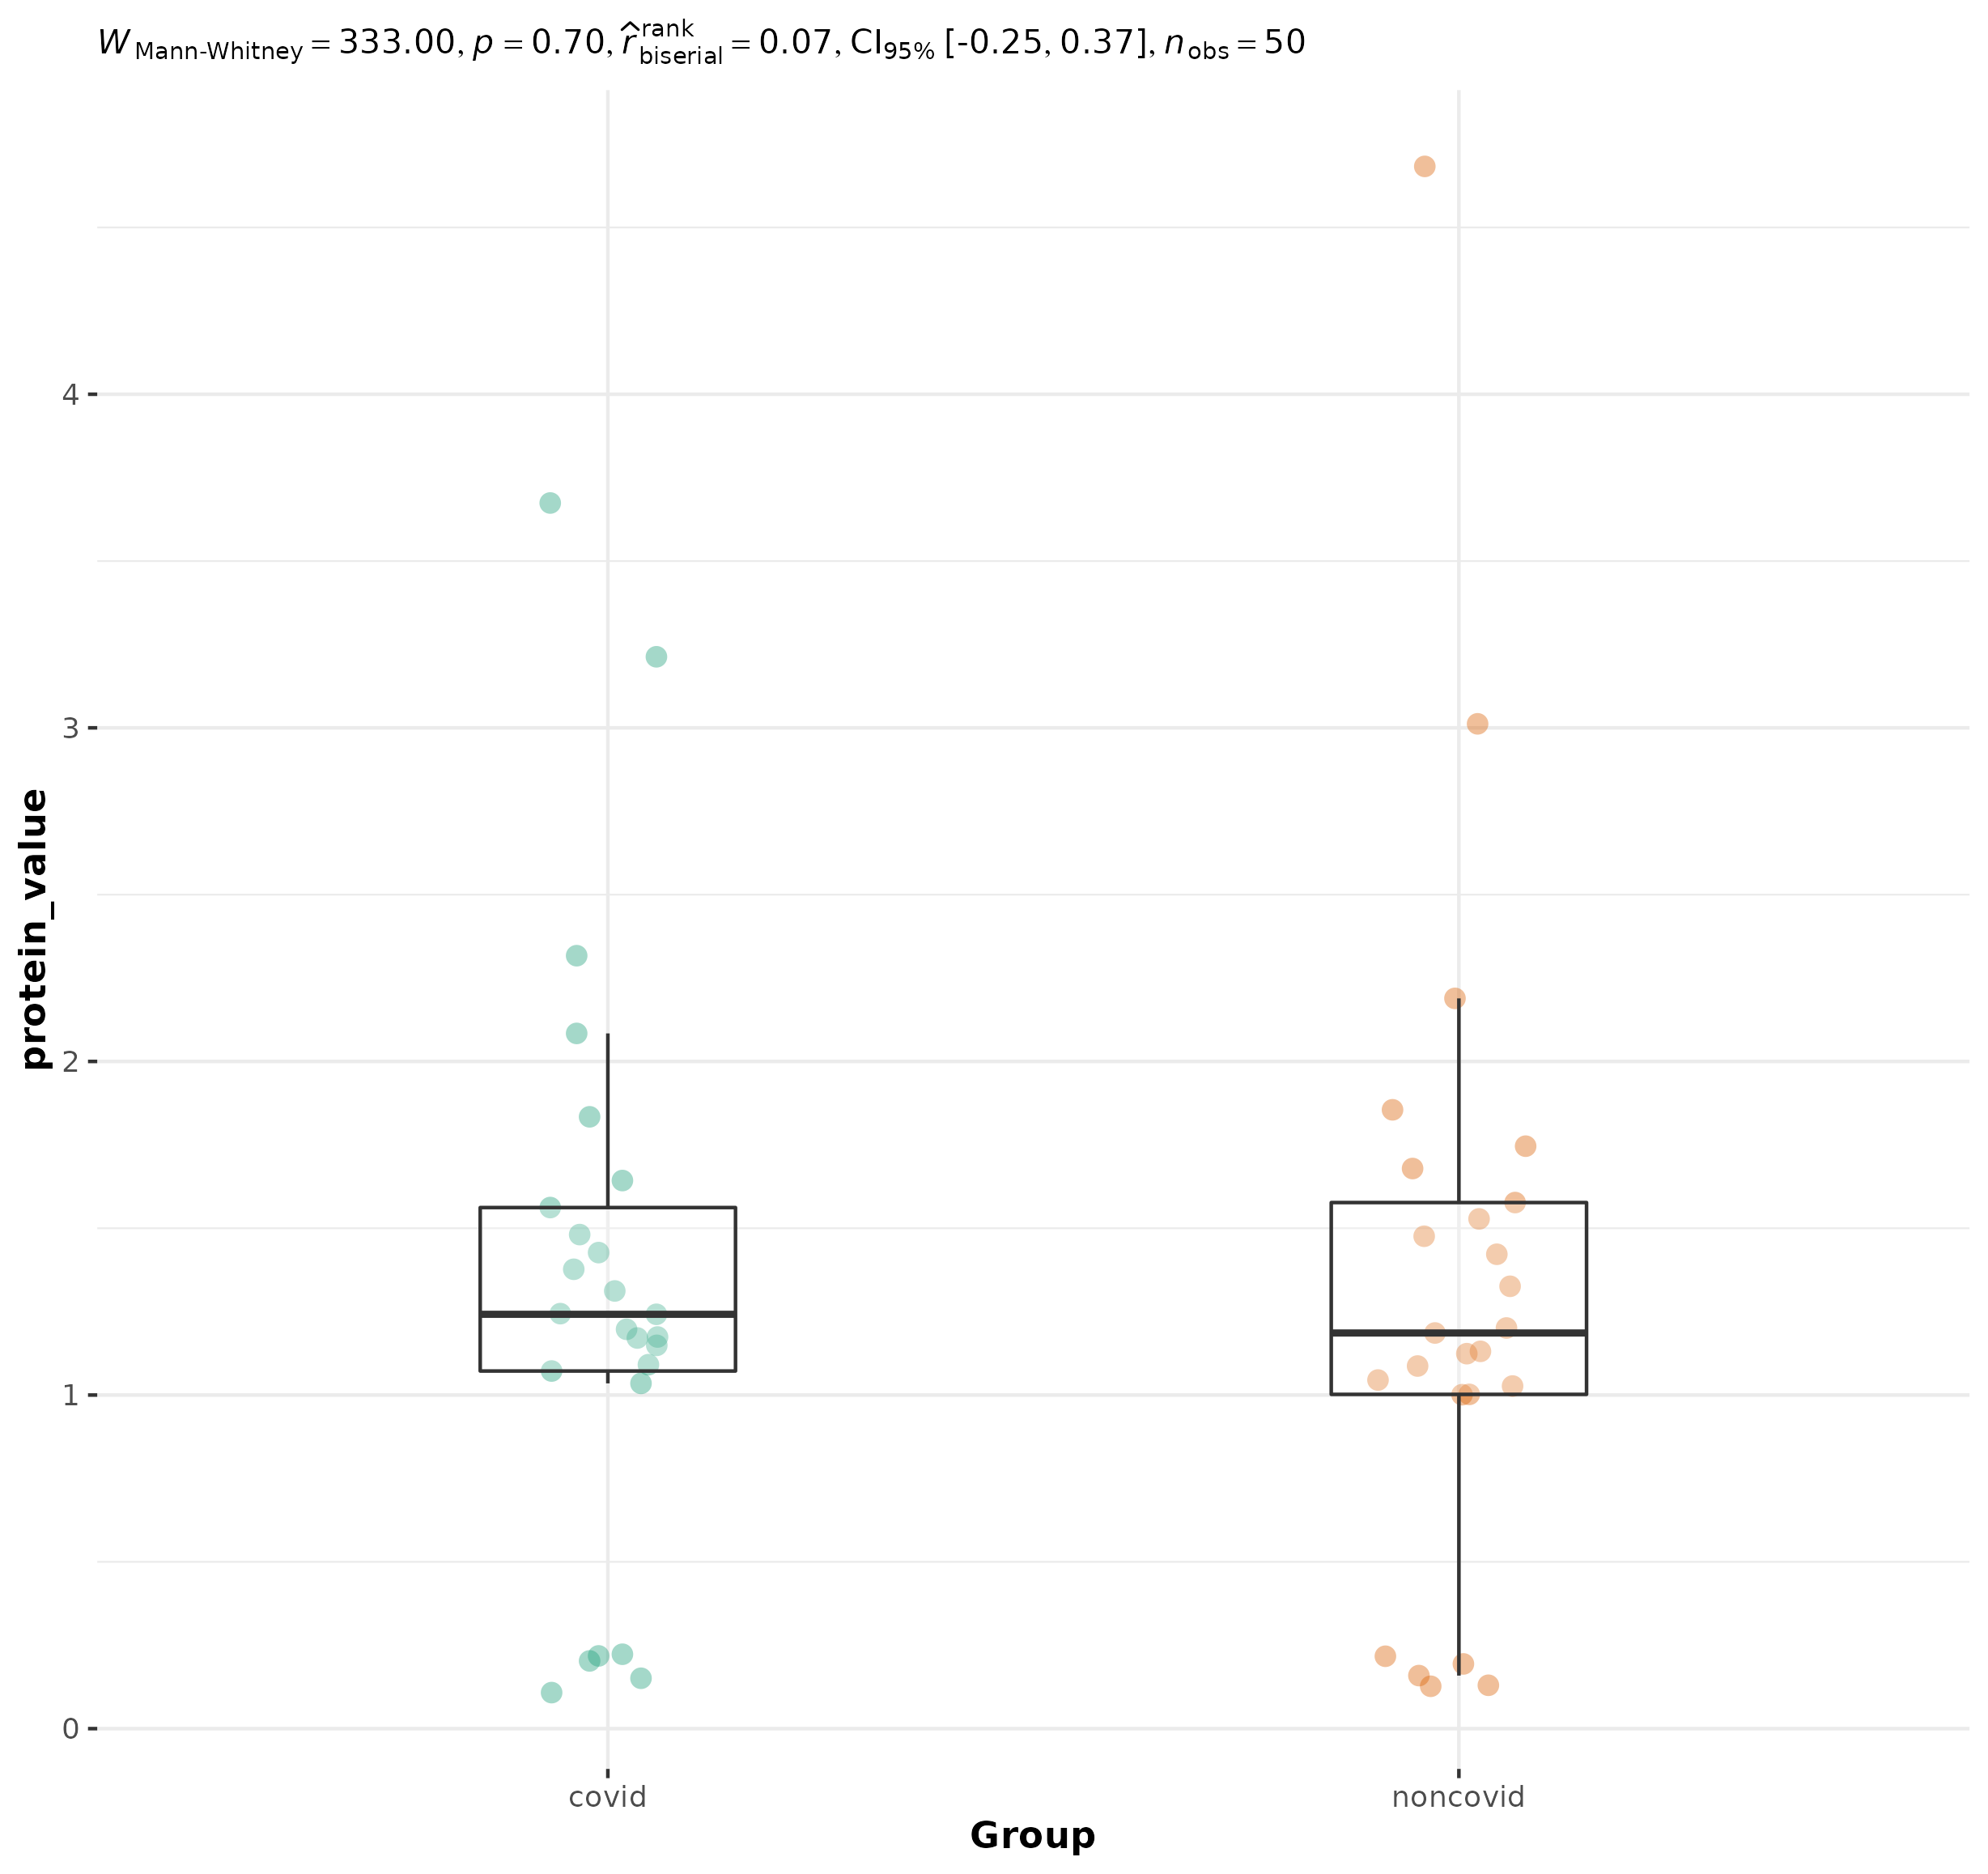 W Mann-Whitney = 333.00, p = 0.70, r̂ rank biserial = 0.07, CI95% [-0.25, 0.37], nobs = 50
protein_value
4
3
2
1
0
covid noncovid
Group